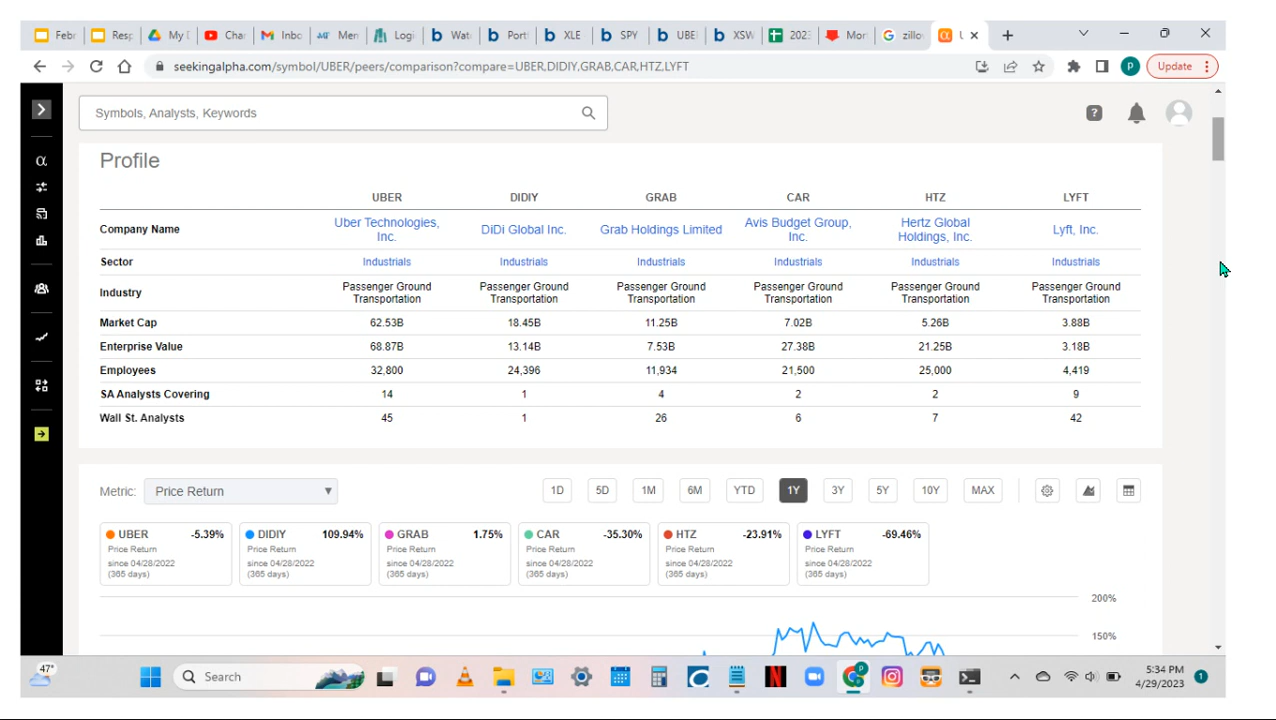 Febr
Resp
My D
Cha
Inbo
Mer
Logi
Wat
Port
XLE
SPY
UBE
XSW
202
Mor
zillo
U
Update
seekingalpha.com/symbol/UBER/peers/comparison?compare=UBER,DIDIY,GRAB,CAR,HTZ,LYFT
P
Symbols, Analysts, Keywords
Profile
UBER DIDIY GRAB CAR HTZ LYFT
Company Name Uber Technologies, Inc. DiDi Global Inc. Grab Holdings Limited Avis Budget Group, Inc. Hertz Global Holdings, Inc. Lyft, Inc.
Sector Industrials Industrials Industrials Industrials Industrials Industrials
Industry Passenger Ground Transportation Passenger Ground Transportation Passenger Ground Transportation Passenger Ground Transportation Passenger Ground Transportation Passenger Ground Transportation
Market Cap 62.53B 18.45B 11.25B 7.02B 5.26B 3.88B
Enterprise Value 68.87B 13.14B 7.53B 27.38B 21.25B 3.18B
Employees 32,800 24,396 11,934 21,500 25,000 4,419
SA Analysts Covering 14 1 4 2 2 9
Wall St. Analysts 45 1 26 6 7 42
Metric: Price Return 1D 5D 1M 6M YTD 1Y 3Y 5Y 10Y MAX
UBER -5.39% DIDIY 109.94% GRAB 1.75% CAR -35.30% HTZ -23.91% LYFT -69.46%
Price Return Price Return Price Return Price Return Price Return Price Return
since 04/28/2022 since 04/28/2022 since 04/28/2022 since 04/28/2022 since 04/28/2022 since 04/28/2022
(365 days) (365 days) (365 days) (365 days) (365 days) (365 days)
200%
150%
47°
Search
5:34 PM
4/29/2023
1